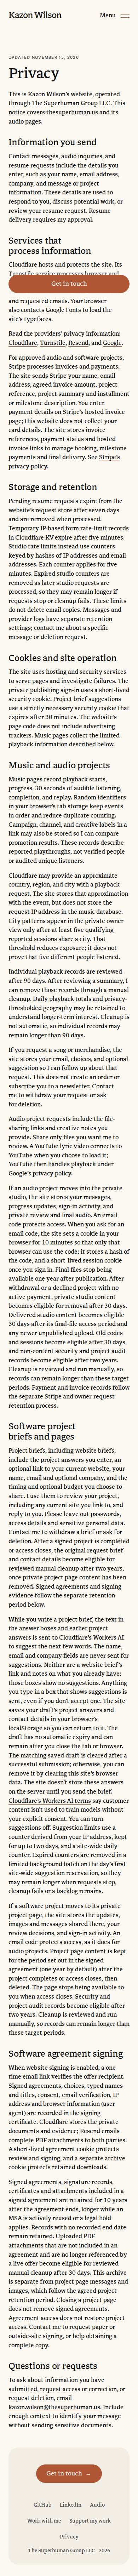 Kazon Wilson
Menu
UPDATED NOVEMBER 15, 2026
Privacy
This is Kazon Wilson's website, operated
through The Superhuman Group LLC. This
notice covers thesuperhuman.us and its
audio pages.
Information you send
Contact messages, audio inquiries, and
resume requests include the details you
enter, such as your name, email address,
company, and message or project
information. These details are used to
respond, discuss potential work, or
review your resume request. Resume
delivery requires my approval.
Services that
process information
Cloudflare hosts and protects the site. Its
Turnstile service processes browser and
Get in touch
and requested emails. Your browser
also contacts Google Fonts to load the
site's typefaces.
Read the providers' privacy information:
Cloudflare, Turnstile, Resend, and Google.
For approved audio and software projects,
Stripe processes invoices and payments.
The site sends Stripe your name, email
address, agreed invoice amount, project
reference, project summary and installment
or milestone description. You enter
payment details on Stripe's hosted invoice
page; this website does not collect your
card details. The site stores invoice
references, payment status and hosted
invoice links to manage booking, milestone
payments and final delivery. See Stripe's
privacy policy.
Storage and retention
Pending resume requests expire from the
website's request store after seven days
and are removed when processed.
Temporary IP-based form rate-limit records
in Cloudflare KV expire after five minutes.
Studio rate limits instead use counters
keyed by hashes of IP addresses and email
addresses. Each counter applies for five
minutes. Expired studio counters are
removed as later studio requests are
processed, so they may remain longer if
requests stop or cleanup fails. These limits
do not delete email copies. Messages and
provider logs have separate retention
settings; contact me about a specific
message or deletion request.
Cookies and site operation
The site uses hosting and security services
to serve pages and investigate failures. The
private publishing sign-in uses a short-lived
security cookie. Project brief suggestions
also use a strictly necessary security cookie that
expires after 30 minutes. The website's
page code does not include advertising
trackers. Music pages collect the limited
playback information described below.
Music and audio projects
Music pages record playback starts,
progress, 30 seconds of audible listening,
completion, and replay. Random identifiers
in your browser's tab storage keep events
in order and reduce duplicate counting.
Campaign, channel, and creative labels in a
link may also be stored so I can compare
promotion results. These records describe
reported playthroughs, not verified people
or audited unique listeners.
Cloudflare may provide an approximate
country, region, and city with a playback
request. The site stores that approximation
with the event, but does not store the
request IP address in the music database.
City patterns appear in the private owner
view only after at least five qualifying
reported sessions share a city. That
threshold reduces exposure; it does not
prove that five different people listened.
Individual playback records are reviewed
after 90 days. After reviewing a summary, I
can remove those records through a manual
cleanup. Daily playback totals and private
thresholded geography may be retained to
understand longer-term interest. Cleanup is
not automatic, so individual records may
remain longer than 90 days.
If you request a song or merchandise, the
site stores your email, choice, and optional
suggestion so I can follow up about that
request. This does not create an order or
subscribe you to a newsletter. Contact
me to withdraw your request or ask
for deletion.
Audio project requests include the file-
sharing links and creative notes you
provide. Share only files you want me to
review. A YouTube lyric video connects to
YouTube when you choose to load it;
YouTube then handles playback under
Google's privacy policy.
If an audio project moves into the private
studio, the site stores your messages,
progress updates, sign-in activity, and
private review and final audio. An email
code protects your access. When you ask for an
email code, the site sets a cookie in your
browser for 10 minutes so that only that
browser can use the code; it stores a hash of
the code, and a short-lived session cookie
once you sign in. Final files stop being
available one year after publication. After
withdrawal or a declined project with no
active payment, private studio content
becomes eligible for removal after 30 days.
Delivered studio content becomes eligible
30 days after its final-file access period and
any newer unpublished upload. Old codes
and sessions become eligible after 30 days,
and non-content security and project audit
records become eligible after two years.
Cleanup is reviewed and run manually, so
records can remain longer than those target
periods. Payment and invoice records follow
the separate Stripe and owner-request
retention process.
Software project
briefs and pages
Project briefs, including website briefs,
include the project answers you enter, an
optional link to your current website, your
name, email and optional company, and the
timing and optional budget you choose to
share. I use them to review your project,
including any current site you link to, and
reply to you. Please leave out passwords,
access details and sensitive personal data.
Contact me to withdraw a brief or ask for
deletion. After a signed project is completed
or access closes, the original request brief
and contact details become eligible for
reviewed manual cleanup after two years,
once private project page content has been
removed. Signed agreements and signing
evidence follow the separate retention
period below.
While you write a project brief, the text in
the answer boxes and earlier project
answers is sent to Cloudflare's Workers AI
to suggest the next few words. The name,
email and company fields are never sent for
suggestions. Neither are a website brief's
link and notes on what you already have;
those boxes show no suggestions. Anything
you type in a box that shows suggestions is
sent, even if you don't send one. The site
saves your draft's project answers and
contact details in your browser's
localStorage so you can return to it. The
draft has no automatic expiry and can
remain after you close the tab or browser.
The matching saved draft is cleared after a
successful submission; otherwise, you can
remove it by clearing this site's browser
data. The site doesn't store suggestion text
on the server until you send the brief.
Cloudflare's Workers AI terms say customer
content isn't used to train models without
explicit consent. You can turn
suggestions off. Suggestion limits use a
counter derived from your IP address, kept
for up to two days, and a site-wide daily
counter. Expired counters are removed in a
limited background batch on the day's first
site-wide suggestion reservation, so they
may remain longer when requests stop,
cleanup fails or a backlog remains.
If a software project moves to its private
project page, the site stores the updates,
images and messages shared there, your
review decisions, and sign-in activity. An
email code protects access, as it does for
audio projects. Project page content is kept
for the period set out in the signed
agreement (one year by default) after the
project completes or access closes, then
deleted. The page stops being available to
you when access closes. Security and
project audit records become eligible after
two years. Cleanup is reviewed and run
manually, so records can remain longer than
these target periods.
Software agreement signing
When website signing is enabled, a one-
time email link verifies the offer recipient.
Signed agreements, choices, typed names
and titles, consent, email verification, IP
address and browser information (user
agent) are recorded in the signing
certificate. Cloudflare stores the private
documents and evidence; Resend emails
complete PDF attachments to both parties.
A short-lived agreement cookie protects
review and signing, and a separate archive
cookie protects retained downloads.
Signed agreements, signature records,
certificates and attachments included in a
signed agreement are retained for 10 years
after the agreement ends, longer while an
MSA is actively reused or a legal hold
applies. Records with no recorded end date
remain retained. Uploaded PDF
attachments that are not included in an
agreement and are no longer referenced by
a live offer become eligible for reviewed
manual cleanup after 30 days. This archive
is separate from project page messages and
images, which follow the agreed project
retention period. Closing a project page
does not remove signed agreements.
Agreement access does not restore project
access. Contact me to request a copy,
correct information, stop using the site,
decline on-site signing, or help obtaining
a complete copy.
Questions or requests
To ask about information you have
submitted, request access or correction, or
request deletion, email
kazon.wilson@thesuperhuman.us. Include
enough context to identify your message
without sending sensitive documents.
Get in touch →
GitHub LinkedIn Audio
Work with me Support my work
Privacy
The Superhuman Group LLC · 2026